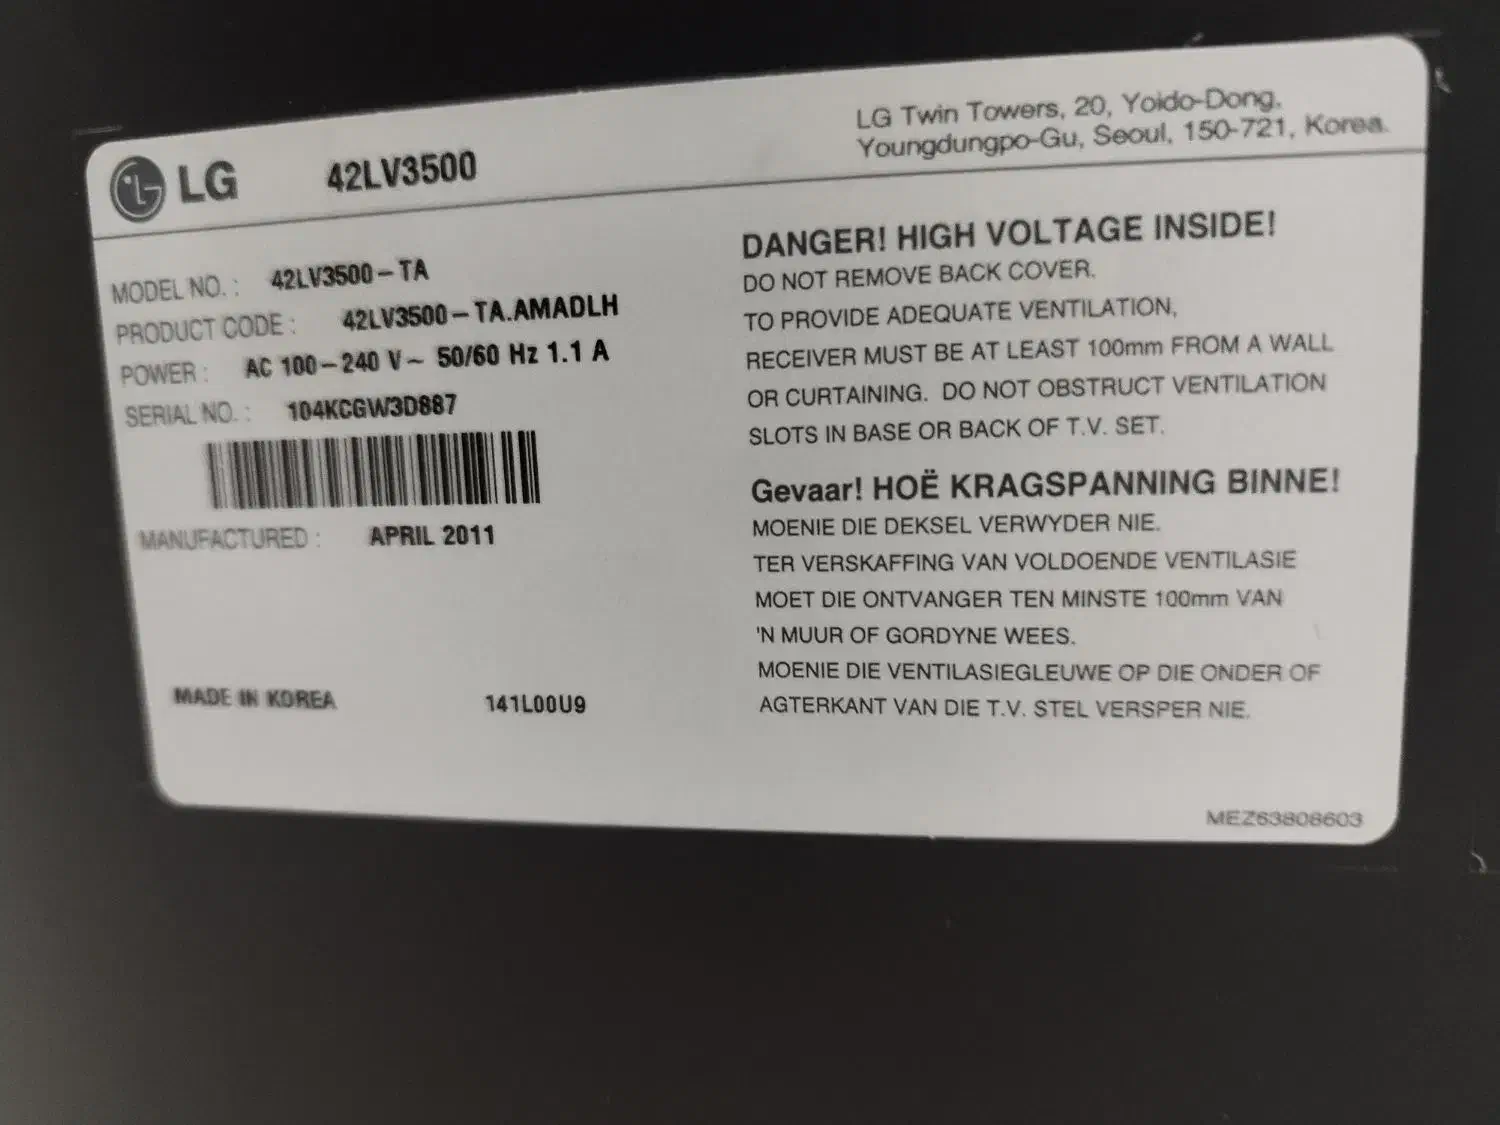 LG 42LV3500
LG Twin Towers, 20, Yoido-Dong,
Youngdungpo-Gu, Seoul, 150-721, Korea.
MODEL NO. : 42LV3500-TA
PRODUCT CODE : 42LV3500-TA.AMADLH
POWER : AC 100-240 V~ 50/60 Hz 1.1 A
SERIAL NO. : 104KCGW3D887
MANUFACTURED : APRIL 2011
MADE IN KOREA 141L00U9
DANGER! HIGH VOLTAGE INSIDE!
DO NOT REMOVE BACK COVER.
TO PROVIDE ADEQUATE VENTILATION,
RECEIVER MUST BE AT LEAST 100mm FROM A WALL
OR CURTAINING. DO NOT OBSTRUCT VENTILATION
SLOTS IN BASE OR BACK OF T.V. SET.
Gevaar! HOË KRAGSPANNING BINNE!
MOENIE DIE DEKSEL VERWYDER NIE.
TER VERSKAFFING VAN VOLDOENDE VENTILASIE
MOET DIE ONTVANGER TEN MINSTE 100mm VAN
'N MUUR OF GORDYNE WEES.
MOENIE DIE VENTILASIEGLEUWE OP DIE ONDER OF
AGTERKANT VAN DIE T.V. STEL VERSPER NIE.
MEZ63808603